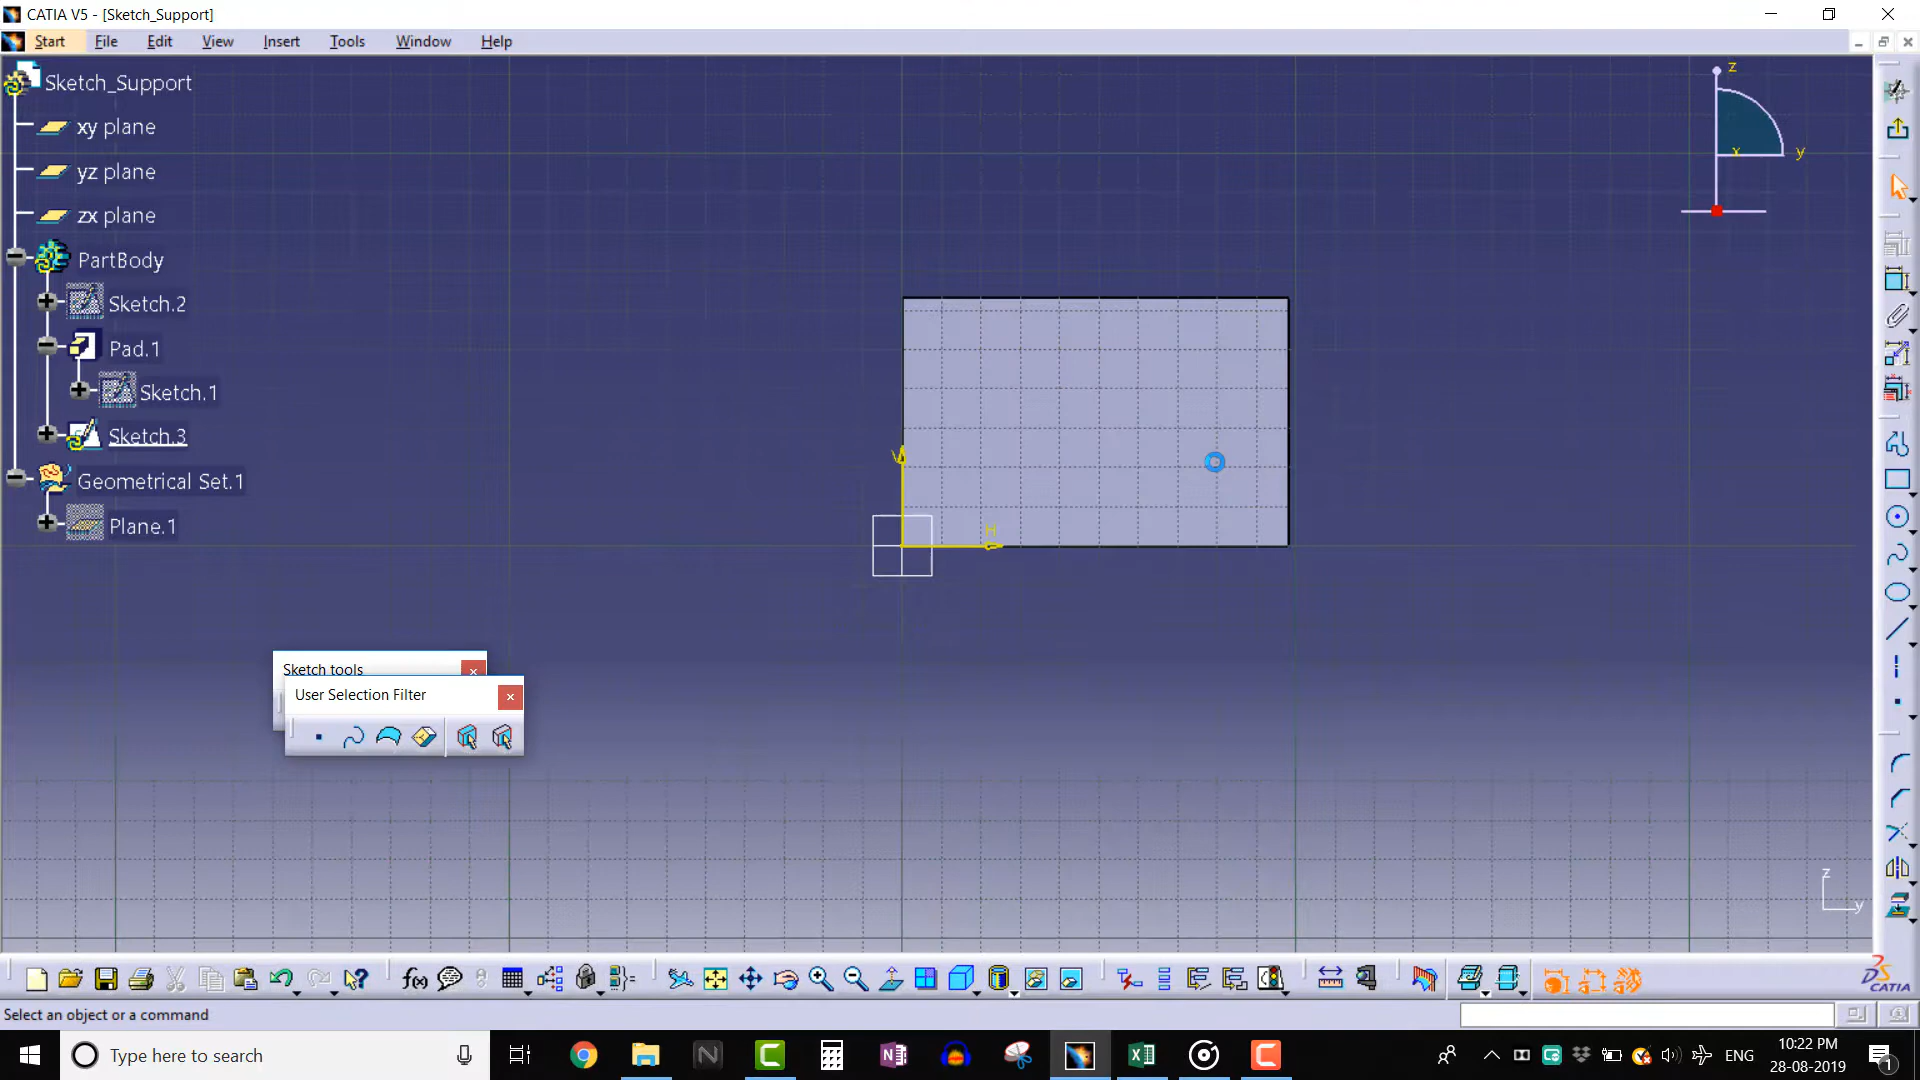 CATIA V5 - [Sketch_Support]
Start File Edit View Insert Tools Window Help
Sketch_Support
xy plane
yz plane
zx plane
PartBody
Sketch.2
Pad.1
Sketch.1
Sketch.3
Geometrical Set.1
Plane.1
z
x
y
V
H
Sketch tools
User Selection Filter
z
y
f(x)
CATIA
Select an object or a command
Type here to search
ENG
10:22 PM
28-08-2019
1